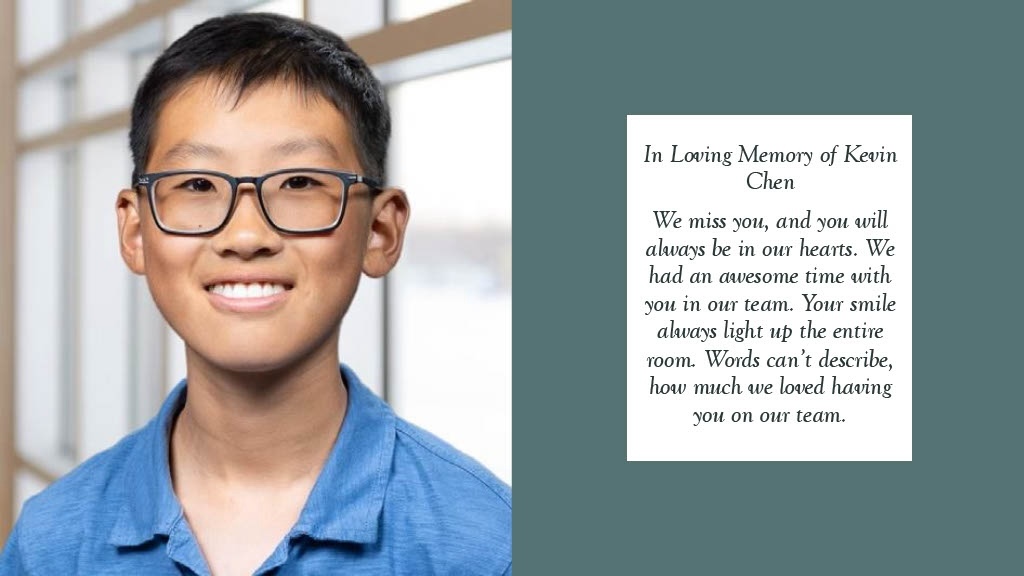 In Loving Memory of Kevin
Chen
We miss you, and you will
always be in our hearts. We
had an awesome time with
you in our team. Your smile
always light up the entire
room. Words can't describe,
how much we loved having
you on our team.